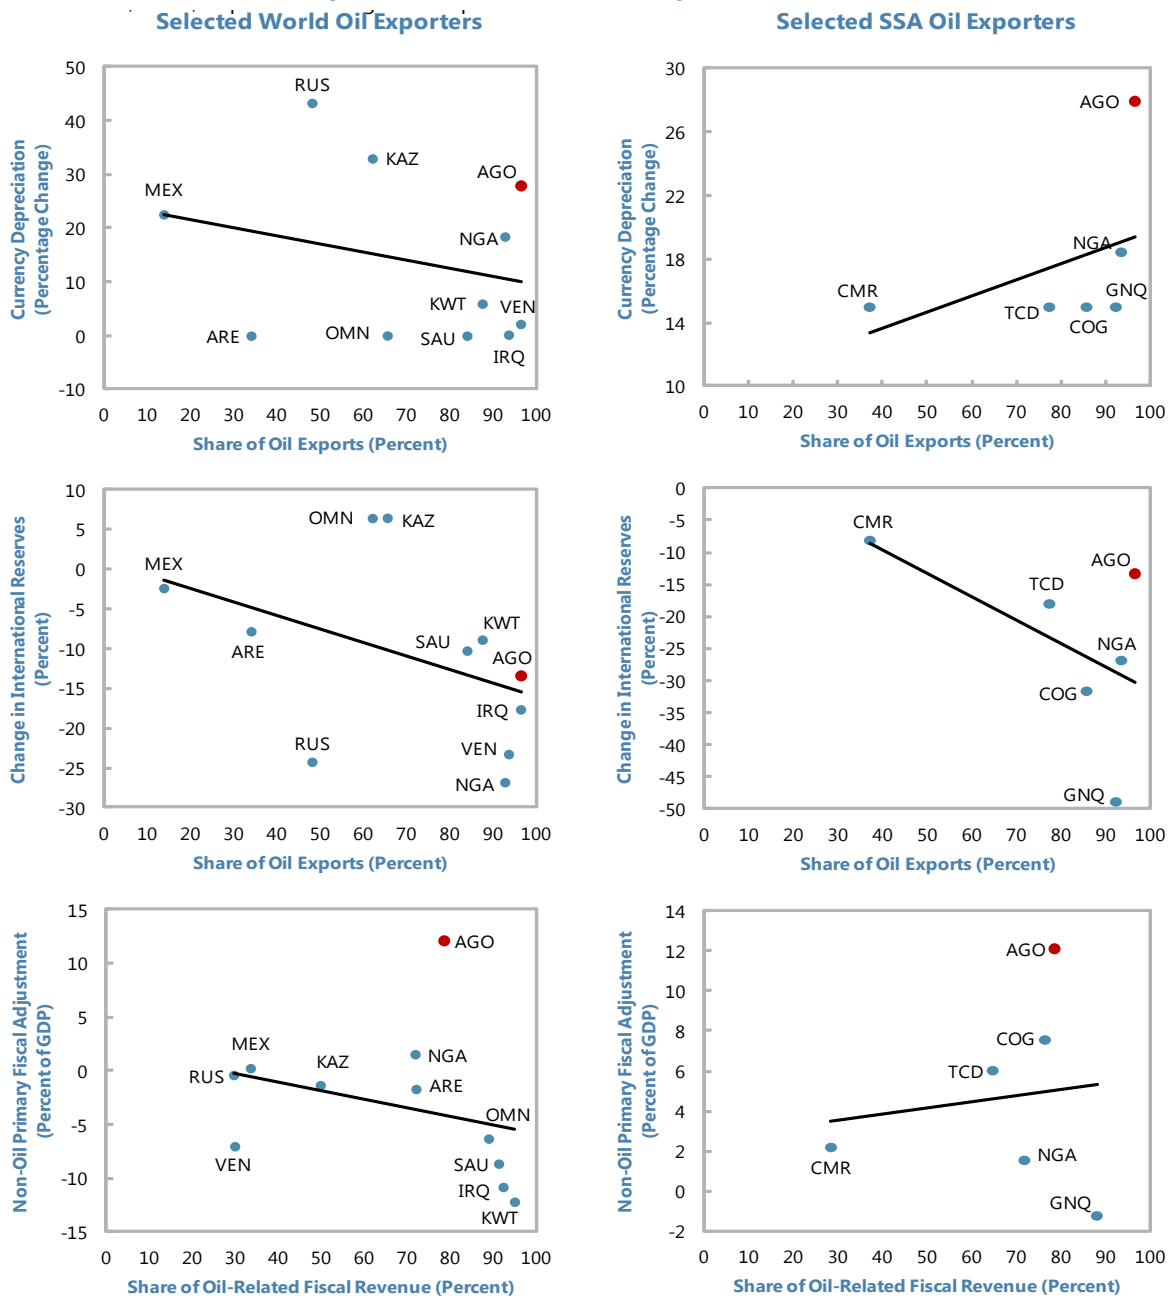 Selected World Oil Exporters
Selected SSA Oil Exporters
Currency Depreciation
(Percentage Change)
50
40
30
20
10
0
-10
RUS
KAZ
AGO
MEX
NGA
KWT
VEN
ARE
OMN
SAU
IRQ
0 10 20 30 40 50 60 70 80 90 100
Share of Oil Exports (Percent)
Currency Depreciation
(Percentage Change)
30
26
22
18
14
10
AGO
NGA
CMR
GNQ
TCD
COG
0 10 20 30 40 50 60 70 80 90 100
Share of Oil Exports (Percent)
Change in International Reserves
(Percent)
10
5
0
-5
-10
-15
-20
-25
-30
OMN
KAZ
MEX
KWT
SAU
ARE
AGO
IRQ
RUS
VEN
NGA
0 10 20 30 40 50 60 70 80 90 100
Share of Oil Exports (Percent)
Change in International Reserves
(Percent)
0
-5
-10
-15
-20
-25
-30
-35
-40
-45
-50
CMR
AGO
TCD
NGA
COG
GNQ
0 10 20 30 40 50 60 70 80 90 100
Share of Oil Exports (Percent)
Non-Oil Primary Fiscal Adjustment
(Percent of GDP)
15
10
5
0
-5
-10
-15
AGO
MEX
KAZ
NGA
RUS
ARE
OMN
VEN
SAU
IRQ
KWT
0 10 20 30 40 50 60 70 80 90 100
Share of Oil-Related Fiscal Revenue (Percent)
Non-Oil Primary Fiscal Adjustment
(Percent of GDP)
14
12
10
8
6
4
2
0
-2
AGO
COG
TCD
NGA
CMR
GNQ
0 10 20 30 40 50 60 70 80 90 100
Share of Oil-Related Fiscal Revenue (Percent)